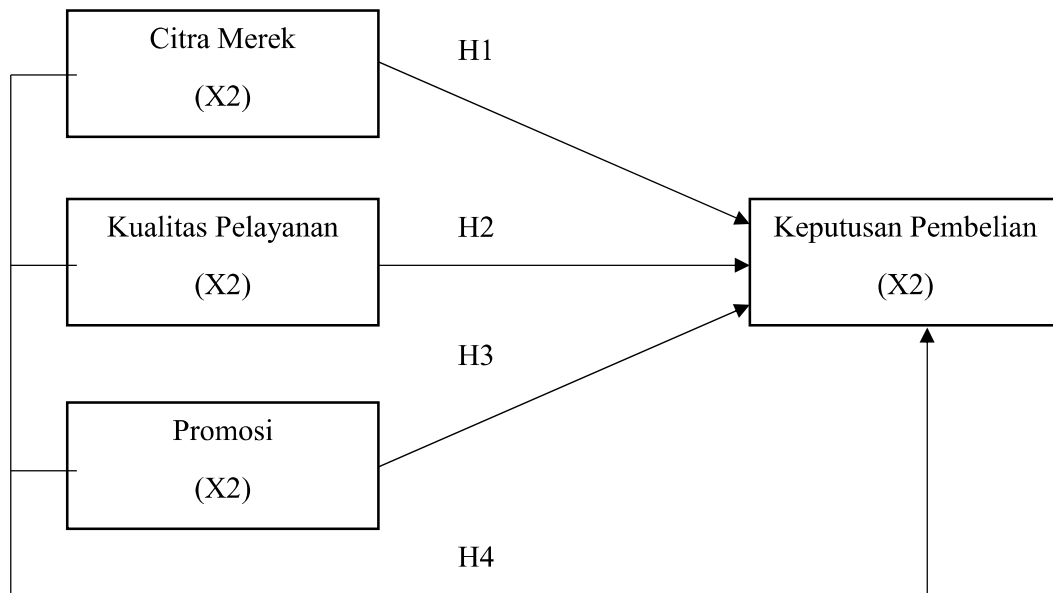 Citra Merek
(X2)
H1
Kualitas Pelayanan
(X2)
H2
Keputusan Pembelian
(X2)
H3
Promosi
(X2)
H4